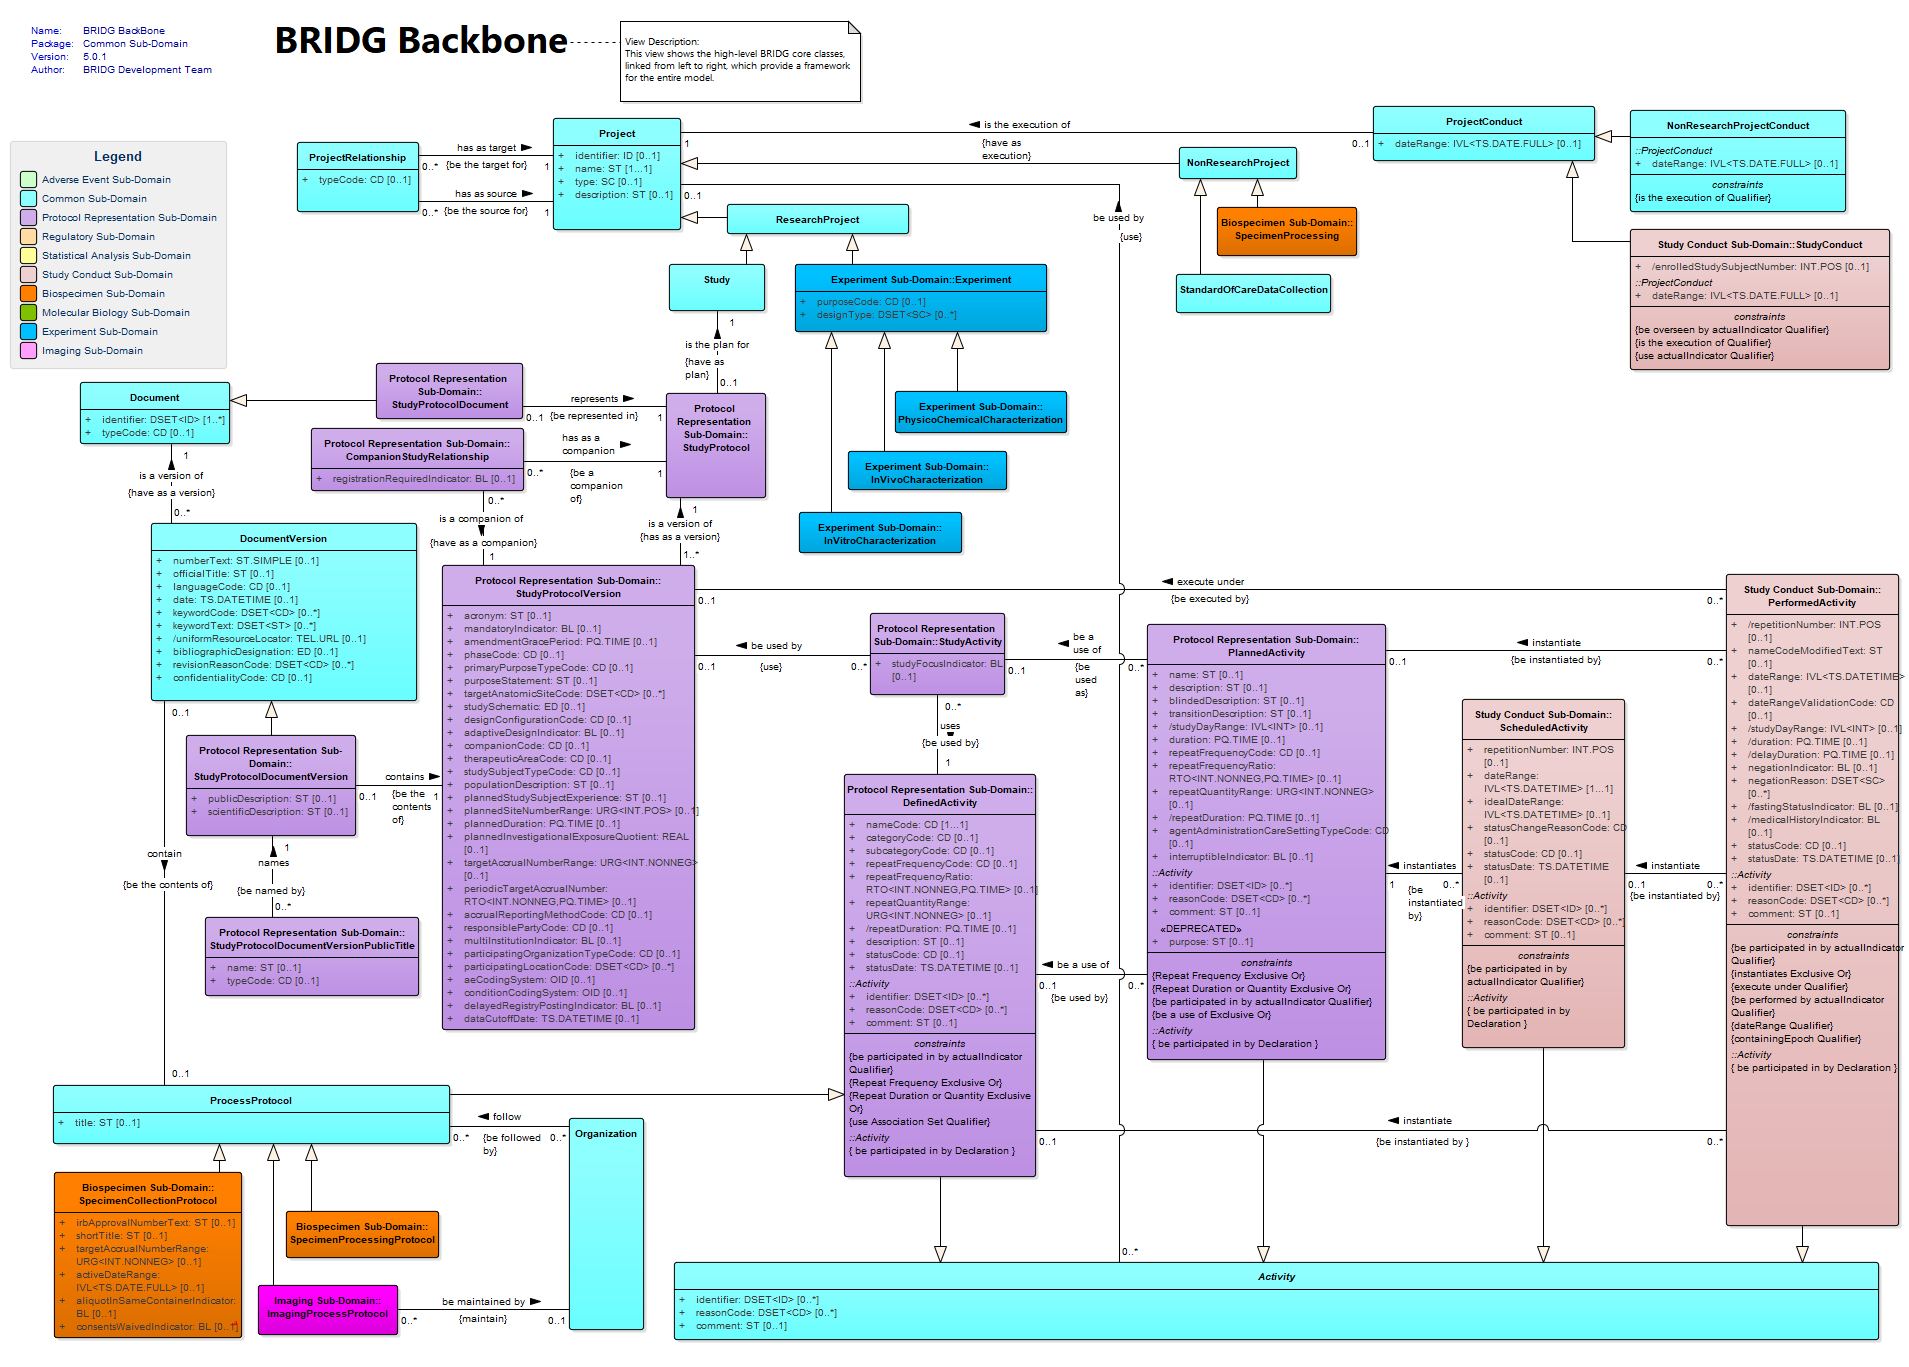 Name: BRIDG BackBone
Package: Common Sub-Domain
Version: 5.0.1
Author: BRIDG Development Team
BRIDG Backbone
View Description:
This view shows the high-level BRIDG core classes,
linked from left to right, which provide a framework
for the entire model.
Legend
Adverse Event Sub-Domain
Common Sub-Domain
Protocol Representation Sub-Domain
Regulatory Sub-Domain
Statistical Analysis Sub-Domain
Study Conduct Sub-Domain
Biospecimen Sub-Domain
Molecular Biology Sub-Domain
Experiment Sub-Domain
Imaging Sub-Domain
ProjectRelationship
+ typeCode: CD [0..1]
has as target
0..* {be the target for} 1
has as source
0..* {be the source for} 1
Project
+ identifier: ID [0..1]
+ name: ST [1...1]
+ type: SC [0..1]
+ description: ST [0..1]
1
is the execution of
{have as
execution}
0..1
0..1
be used by
{use}
ProjectConduct
+ dateRange: IVL<TS.DATE.FULL> [0..1]
NonResearchProjectConduct
::ProjectConduct
+ dateRange: IVL<TS.DATE.FULL> [0..1]
constraints
{is the execution of Qualifier}
NonResearchProject
Biospecimen Sub-Domain::
SpecimenProcessing
StandardOfCareDataCollection
Study Conduct Sub-Domain::StudyConduct
+ /enrolledStudySubjectNumber: INT.POS [0..1]
::ProjectConduct
+ dateRange: IVL<TS.DATE.FULL> [0..1]
constraints
{be overseen by actualIndicator Qualifier}
{is the execution of Qualifier}
{use actualIndicator Qualifier}
ResearchProject
Study
Experiment Sub-Domain::Experiment
+ purposeCode: CD [0..1]
+ designType: DSET<SC> [0..*]
1
is the plan for
{have as
plan}
0..1
Experiment Sub-Domain::
PhysicoChemicalCharacterization
Experiment Sub-Domain::
InVivoCharacterization
Experiment Sub-Domain::
InVitroCharacterization
Document
+ identifier: DSET<ID> [1..*]
+ typeCode: CD [0..1]
1
is a version of
{have as a version}
0..*
Protocol Representation
Sub-Domain::
StudyProtocolDocument
represents
0..1 {be represented in} 1
Protocol
Representation
Sub-Domain::
StudyProtocol
Protocol Representation Sub-Domain::
CompanionStudyRelationship
+ registrationRequiredIndicator: BL [0..1]
has as a
companion
0..* {be a
companion
of} 1
0..*
is a companion of
{have as a companion}
1
1
is a version of
{has as a version}
1..*
DocumentVersion
+ numberText: ST.SIMPLE [0..1]
+ officialTitle: ST [0..1]
+ languageCode: CD [0..1]
+ date: TS.DATETIME [0..1]
+ keywordCode: DSET<CD> [0..*]
+ keywordText: DSET<ST> [0..*]
+ /uniformResourceLocator: TEL.URL [0..1]
+ bibliographicDesignation: ED [0..1]
+ revisionReasonCode: DSET<CD> [0..*]
+ confidentialityCode: CD [0..1]
0..1
contain
{be the contents of}
0..1
Protocol Representation Sub-
Domain::
StudyProtocolDocumentVersion
+ publicDescription: ST [0..1]
+ scientificDescription: ST [0..1]
contains
0..1 {be the
contents
of} 1
1
names
{be named by}
0..*
Protocol Representation Sub-Domain::
StudyProtocolDocumentVersionPublicTitle
+ name: ST [0..1]
+ typeCode: CD [0..1]
Protocol Representation Sub-Domain::
StudyProtocolVersion
+ acronym: ST [0..1]
+ mandatoryIndicator: BL [0..1]
+ amendmentGracePeriod: PQ.TIME [0..1]
+ phaseCode: CD [0..1]
+ primaryPurposeTypeCode: CD [0..1]
+ purposeStatement: ST [0..1]
+ targetAnatomicSiteCode: DSET<CD> [0..*]
+ studySchematic: ED [0..1]
+ designConfigurationCode: CD [0..1]
+ adaptiveDesignIndicator: BL [0..1]
+ companionCode: CD [0..1]
+ therapeuticAreaCode: CD [0..1]
+ studySubjectTypeCode: CD [0..1]
+ populationDescription: ST [0..1]
+ plannedStudySubjectExperience: ST [0..1]
+ plannedSiteNumberRange: URG<INT.POS> [0..1]
+ plannedDuration: PQ.TIME [0..1]
+ plannedInvestigationalExposureQuotient: REAL
[0..1]
+ targetAccrualNumberRange: URG<INT.NONNEG>
[0..1]
+ periodicTargetAccrualNumber:
RTO<INT.NONNEG,PQ.TIME> [0..1]
+ accrualReportingMethodCode: CD [0..1]
+ responsiblePartyCode: CD [0..1]
+ multiInstitutionIndicator: BL [0..1]
+ participatingOrganizationTypeCode: CD [0..1]
+ participatingLocationCode: DSET<CD> [0..*]
+ aeCodingSystem: OID [0..1]
+ conditionCodingSystem: OID [0..1]
+ delayedRegistryPostingIndicator: BL [0..1]
+ dataCutoffDate: TS.DATETIME [0..1]
execute under
0..1 {be executed by} 0..*
be used by
0..1 {use} 0..*
Protocol Representation
Sub-Domain::StudyActivity
+ studyFocusIndicator: BL
[0..1]
be a
use of
0..1 {be
used
as} 0..*
0..*
uses
{be used by}
1
Protocol Representation Sub-Domain::
DefinedActivity
+ nameCode: CD [1...1]
+ categoryCode: CD [0..1]
+ subcategoryCode: CD [0..1]
+ repeatFrequencyCode: CD [0..1]
+ repeatFrequencyRatio:
RTO<INT.NONNEG,PQ.TIME> [0..1]
+ repeatQuantityRange:
URG<INT.NONNEG> [0..1]
+ /repeatDuration: PQ.TIME [0..1]
+ description: ST [0..1]
+ statusCode: CD [0..1]
+ statusDate: TS.DATETIME [0..1]
::Activity
+ identifier: DSET<ID> [0..*]
+ reasonCode: DSET<CD> [0..*]
+ comment: ST [0..1]
constraints
{be participated in by actualIndicator
Qualifier}
{Repeat Frequency Exclusive Or}
{Repeat Duration or Quantity Exclusive
Or}
{use Association Set Qualifier}
::Activity
{ be participated in by Declaration }
be a use of
0..1 {be used by} 0..*
Protocol Representation Sub-Domain::
PlannedActivity
+ name: ST [0..1]
+ description: ST [0..1]
+ blindedDescription: ST [0..1]
+ transitionDescription: ST [0..1]
+ /studyDayRange: IVL<INT> [0..1]
+ duration: PQ.TIME [0..1]
+ repeatFrequencyCode: CD [0..1]
+ repeatFrequencyRatio:
RTO<INT.NONNEG,PQ.TIME> [0..1]
+ repeatQuantityRange: URG<INT.NONNEG>
[0..1]
+ /repeatDuration: PQ.TIME [0..1]
+ agentAdministrationCareSettingTypeCode: CD
[0..1]
+ interruptibleIndicator: BL [0..1]
::Activity
+ identifier: DSET<ID> [0..*]
+ reasonCode: DSET<CD> [0..*]
+ comment: ST [0..1]
«DEPRECATED»
+ purpose: ST [0..1]
constraints
{Repeat Frequency Exclusive Or}
{Repeat Duration or Quantity Exclusive Or}
{be participated in by actualIndicator Qualifier}
{be a use of Exclusive Or}
::Activity
{ be participated in by Declaration }
instantiate
0..1 {be instantiated by} 0..*
instantiates
1 {be
instantiated
by} 0..*
Study Conduct Sub-Domain::
ScheduledActivity
+ repetitionNumber: INT.POS
[0..1]
+ dateRange:
IVL<TS.DATETIME> [1...1]
+ idealDateRange:
IVL<TS.DATETIME> [0..1]
+ statusChangeReasonCode: CD
[0..1]
+ statusCode: CD [0..1]
+ statusDate: TS.DATETIME
[0..1]
::Activity
+ identifier: DSET<ID> [0..*]
+ reasonCode: DSET<CD> [0..*]
+ comment: ST [0..1]
constraints
{be participated in by
actualIndicator Qualifier}
::Activity
{ be participated in by
Declaration }
instantiate
0..1 {be instantiated by} 0..*
Study Conduct Sub-Domain::
PerformedActivity
+ /repetitionNumber: INT.POS
[0..1]
+ nameCodeModifiedText: ST
[0..1]
+ dateRange: IVL<TS.DATETIME>
[0..1]
+ dateRangeValidationCode: CD
[0..1]
+ /studyDayRange: IVL<INT> [0..1]
+ /duration: PQ.TIME [0..1]
+ /delayDuration: PQ.TIME [0..1]
+ negationIndicator: BL [0..1]
+ negationReason: DSET<SC>
[0..*]
+ /fastingStatusIndicator: BL [0..1]
+ /medicalHistoryIndicator: BL
[0..1]
+ statusCode: CD [0..1]
+ statusDate: TS.DATETIME [0..1]
::Activity
+ identifier: DSET<ID> [0..*]
+ reasonCode: DSET<CD> [0..*]
+ comment: ST [0..1]
constraints
{be participated in by actualIndicator
Qualifier}
{instantiates Exclusive Or}
{execute under Qualifier}
{be performed by actualIndicator
Qualifier}
{dateRange Qualifier}
{containingEpoch Qualifier}
::Activity
{ be participated in by Declaration }
instantiate
0..1 {be instantiated by } 0..*
ProcessProtocol
+ title: ST [0..1]
follow
0..* {be followed
by} 0..*
Organization
Biospecimen Sub-Domain::
SpecimenCollectionProtocol
+ irbApprovalNumberText: ST [0..1]
+ shortTitle: ST [0..1]
+ targetAccrualNumberRange:
URG<INT.NONNEG> [0..1]
+ activeDateRange:
IVL<TS.DATE.FULL> [0..1]
+ aliquotInSameContainerIndicator:
BL [0..1]
+ consentsWaivedIndicator: BL [0..1]
Biospecimen Sub-Domain::
SpecimenProcessingProtocol
Imaging Sub-Domain::
ImagingProcessProtocol
be maintained by
0..* {maintain} 0..1
0..*
Activity
+ identifier: DSET<ID> [0..*]
+ reasonCode: DSET<CD> [0..*]
+ comment: ST [0..1]